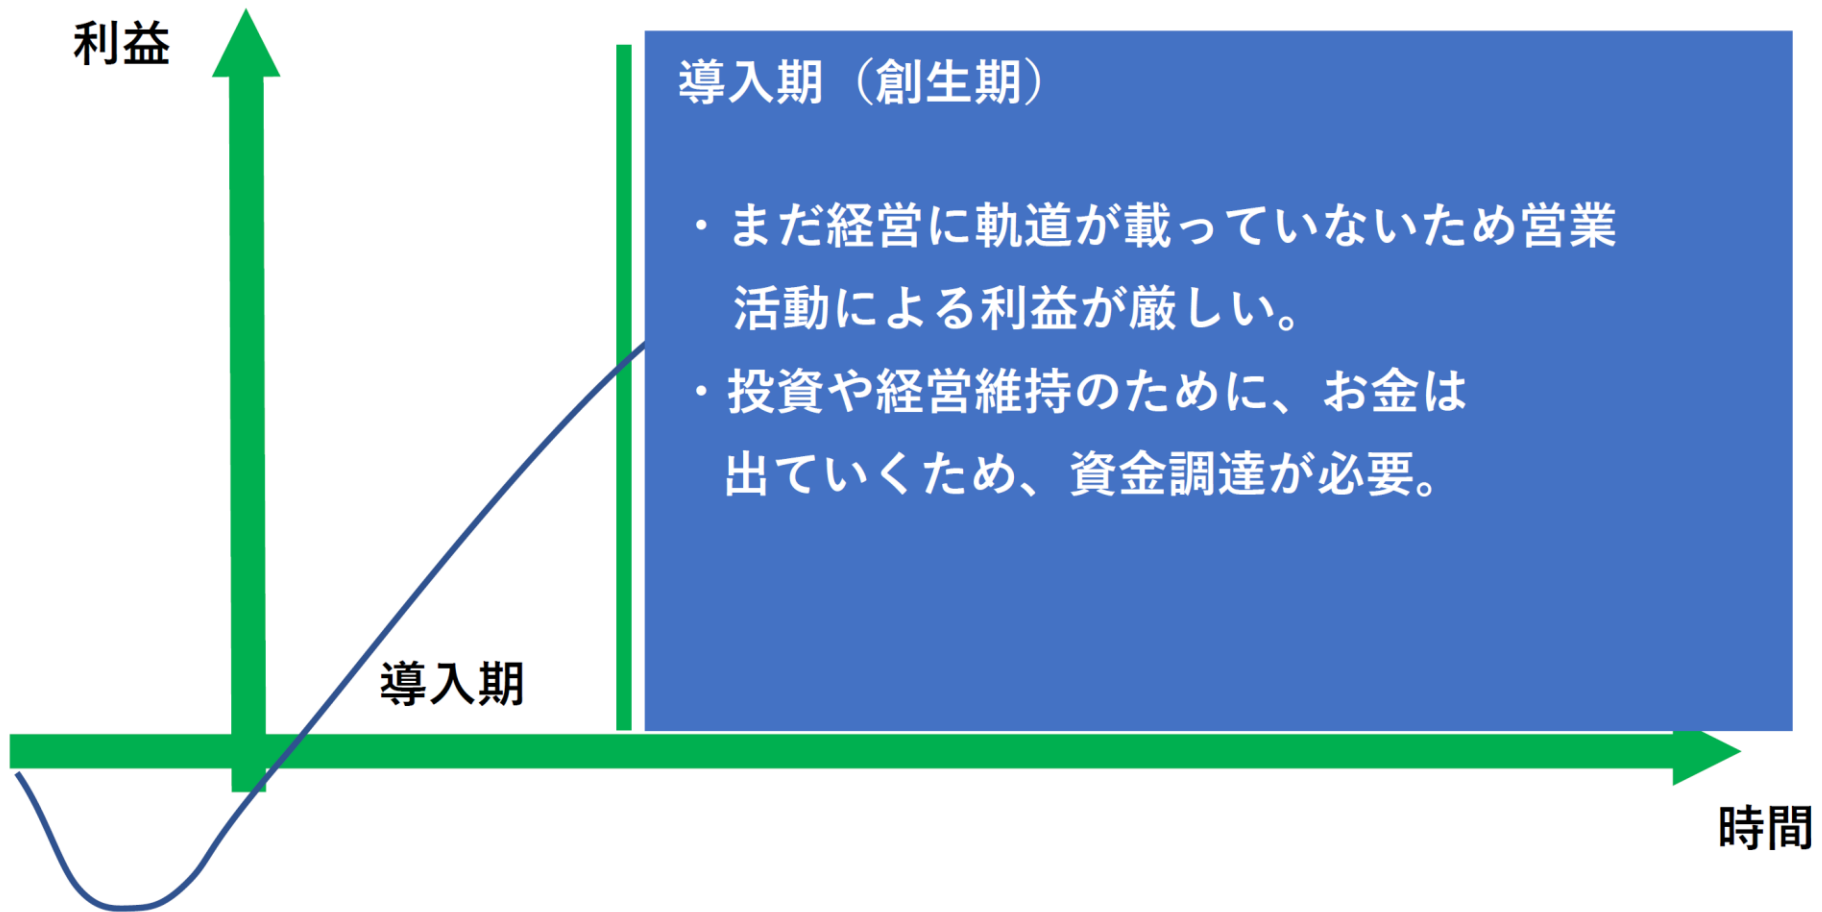 利益
導入期（創生期）
・まだ経営に軌道が載っていないため営業
活動による利益が厳しい。
・投資や経営維持のために、お金は
出ていくため、資金調達が必要。
導入期
時間